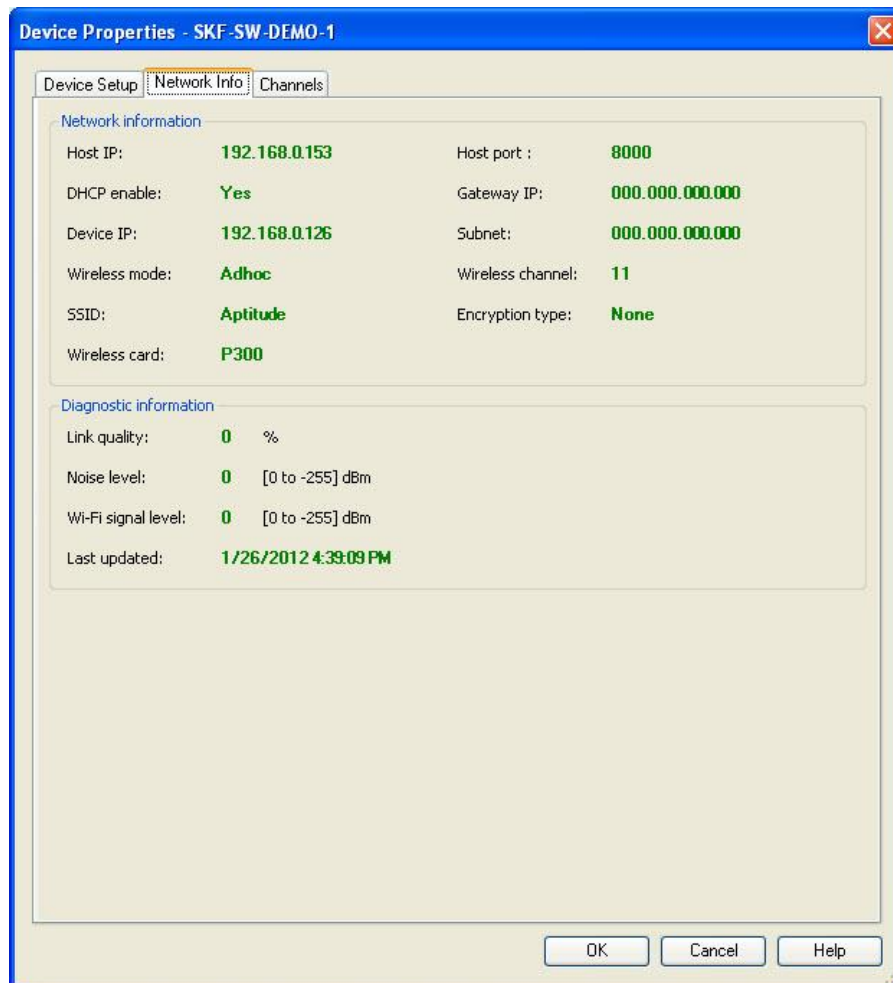 Device Properties - SKF-SW-DEMO-1
Device Setup Network Info Channels
Network information
Host IP: 192.168.0.153 Host port : 8000
DHCP enable: Yes Gateway IP: 000.000.000.000
Device IP: 192.168.0.126 Subnet: 000.000.000.000
Wireless mode: Adhoc Wireless channel: 11
SSID: Aptitude Encryption type: None
Wireless card: P300
Diagnostic information
Link quality: 0 %
Noise level: 0 [0 to -255] dBm
Wi-Fi signal level: 0 [0 to -255] dBm
Last updated: 1/26/2012 4:39:09 PM
OK Cancel Help